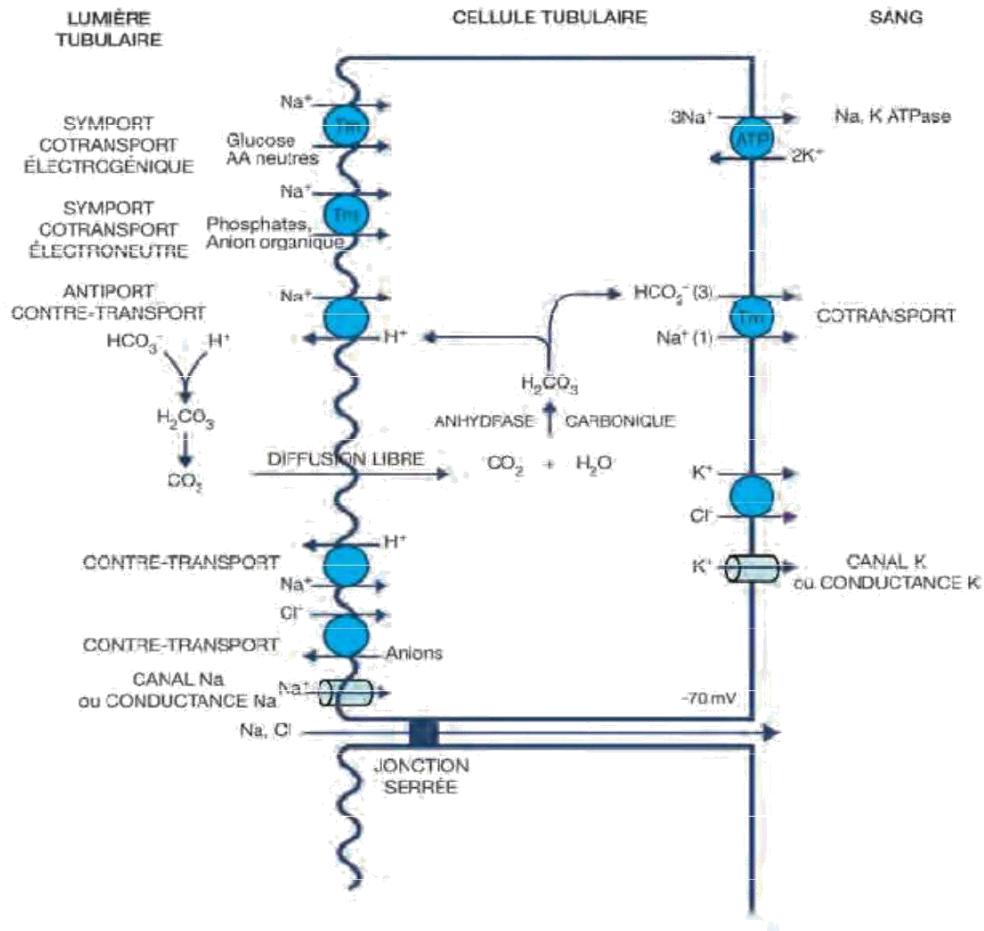 LUMIÈRE
TUBULAIRE
CELLULE TUBULAIRE
SANG
Na⁺
SYMPORT
COTRANSPORT
ÉLECTROGÉNIQUE
Tm
Glucose
AA neutres
3Na⁺
ATP
2K⁺
Na, K ATPase
Na⁺
SYMPORT
COTRANSPORT
ÉLECTRONEUTRE
Tm
Phosphates,
Anion organique
ANTIPORT
CONTRE-TRANSPORT
Na⁺
H⁺
HCO₃⁻ (3)
Tm
Na⁺ (1)
COTRANSPORT
HCO₃⁻ H⁺
H₂CO₃
CO₂
H₂CO₃
ANHYDRASE CARBONIQUE
DIFFUSION LIBRE
CO₂ + H₂O
K⁺
Cl⁻
H⁺
CONTRE-TRANSPORT
Na⁺
K⁺
CANAL K
ou CONDUCTANCE K
Cl⁻
CONTRE-TRANSPORT
Anions
CANAL Na
ou CONDUCTANCE Na
Na⁺
-70 mV
Na, Cl
JONCTION
SERRÉE